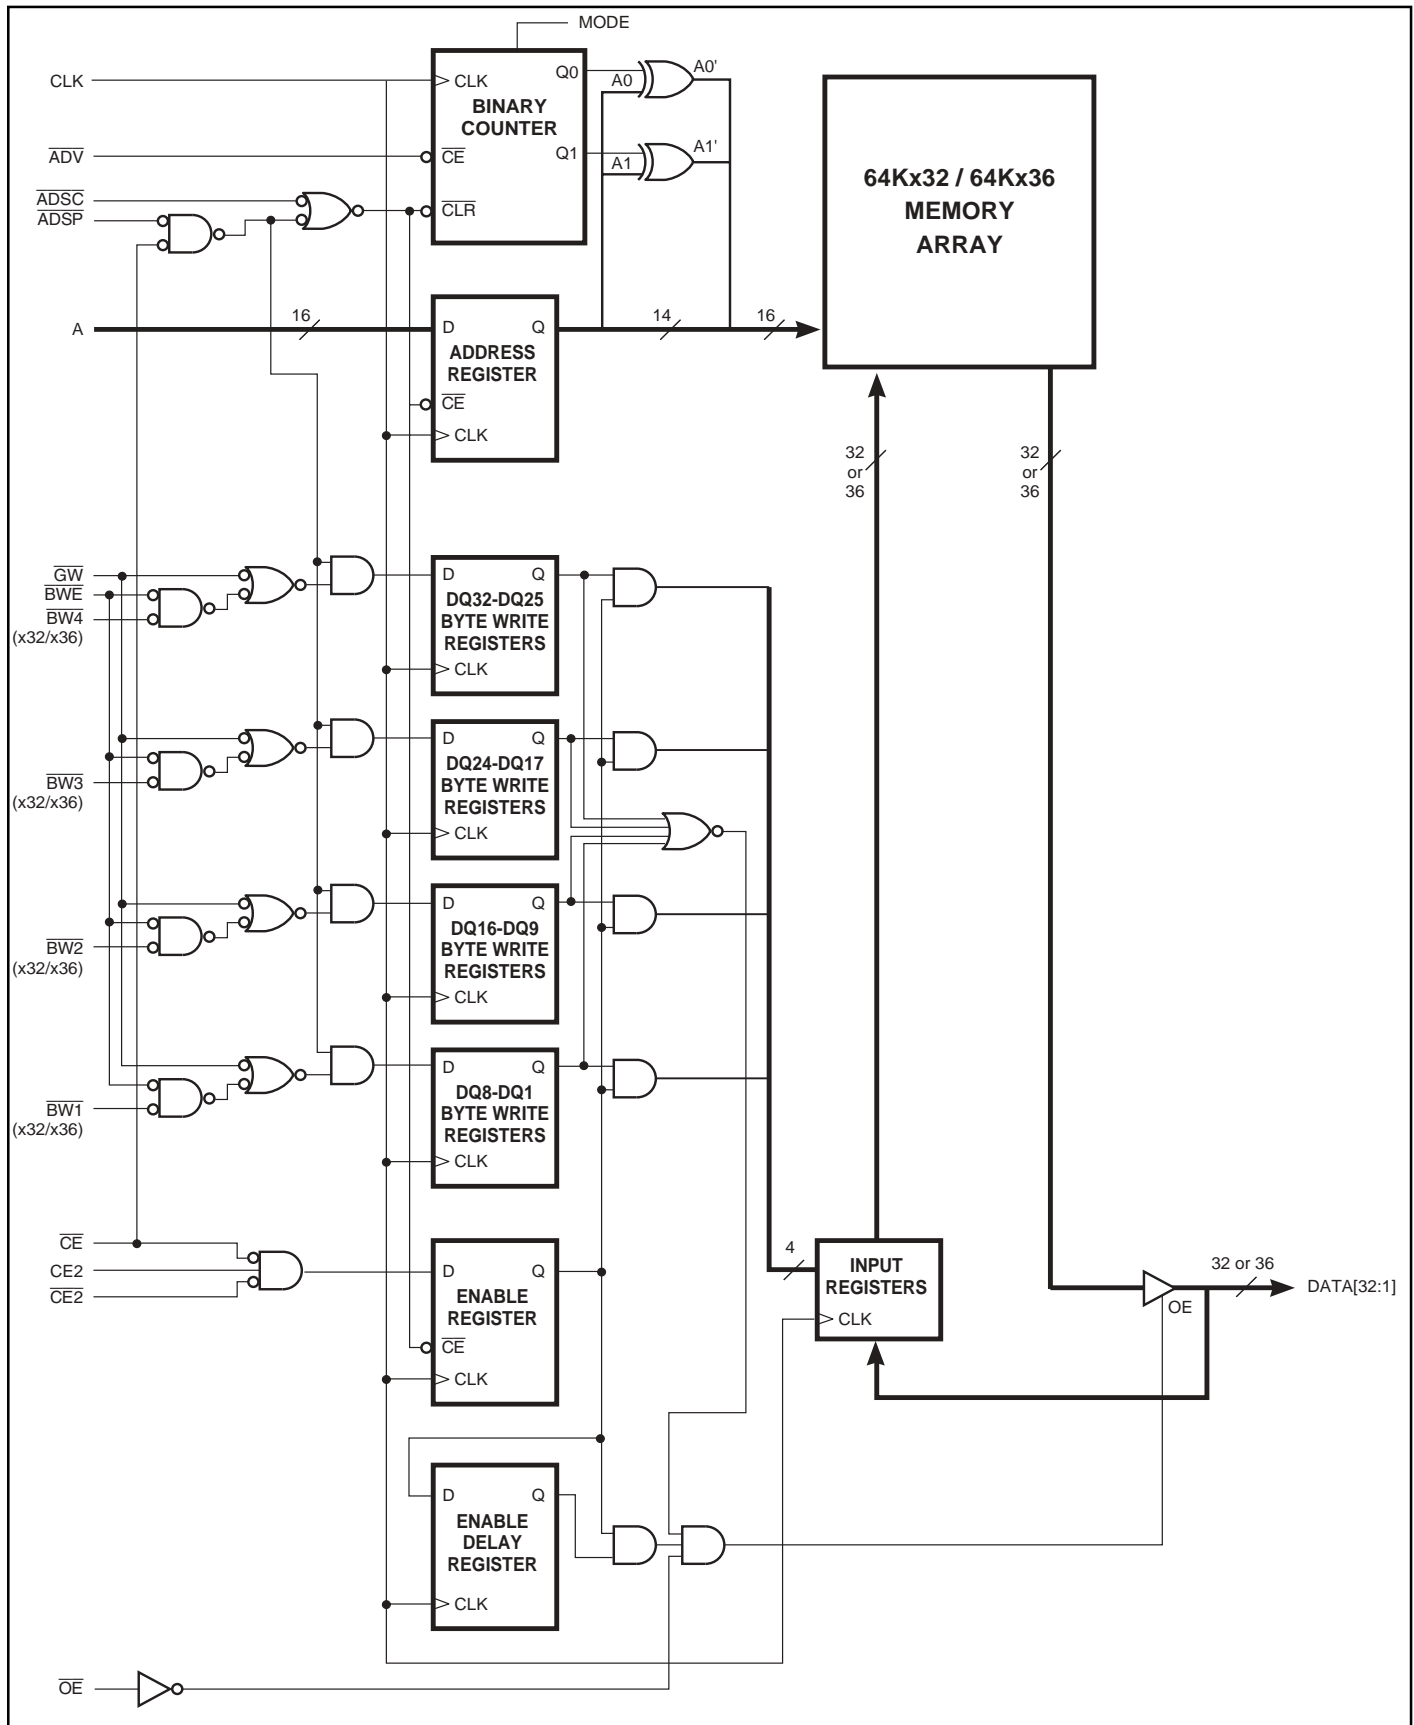 MODE
CLK
CLK
BINARY
COUNTER
Q0
A0
A0'
Q1
A1
A1'
ADV
CE
ADSC
ADSP
CLR
64Kx32 / 64Kx36
MEMORY
ARRAY
A
16
D
Q
ADDRESS
REGISTER
CE
CLK
14
16
32
or
36
32
or
36
GW
BWE
BW4
(x32/x36)
D
Q
DQ32-DQ25
BYTE WRITE
REGISTERS
CLK
BW3
(x32/x36)
D
Q
DQ24-DQ17
BYTE WRITE
REGISTERS
CLK
BW2
(x32/x36)
D
Q
DQ16-DQ9
BYTE WRITE
REGISTERS
CLK
BW1
(x32/x36)
D
Q
DQ8-DQ1
BYTE WRITE
REGISTERS
CLK
CE
CE2
CE2
D
Q
ENABLE
REGISTER
CE
CLK
4
INPUT
REGISTERS
CLK
32 or 36
OE
DATA[32:1]
D
Q
ENABLE
DELAY
REGISTER
CLK
OE